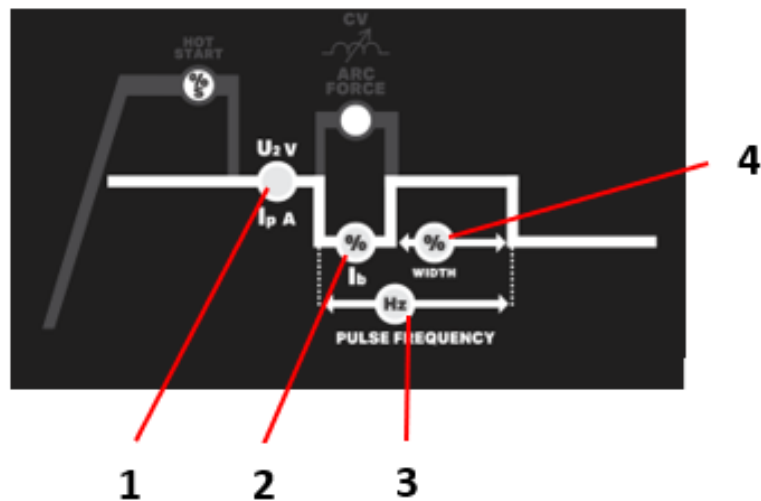 HOT
START
%
S
CV
ARC
FORCE
U₂ V
Iₚ A
%
I_b
%
WIDTH
Hz
PULSE FREQUENCY
4
1
2
3